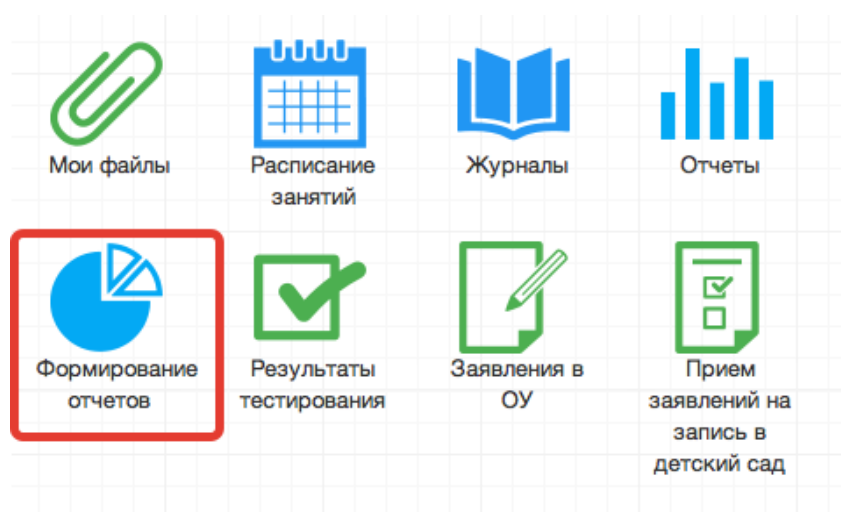 Мои файлы
Расписание
занятий
Журналы
Отчеты
Формирование
отчетов
Результаты
тестирования
Заявления в
ОУ
Прием
заявлений на
запись в
детский сад